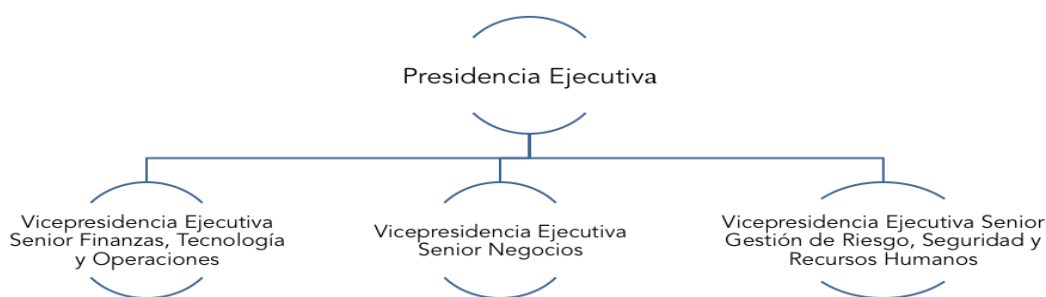 Presidencia Ejecutiva
Vicepresidencia Ejecutiva
Senior Finanzas, Tecnología
y Operaciones
Vicepresidencia Ejecutiva
Senior Negocios
Vicepresidencia Ejecutiva Senior
Gestión de Riesgo, Seguridad y
Recursos Humanos